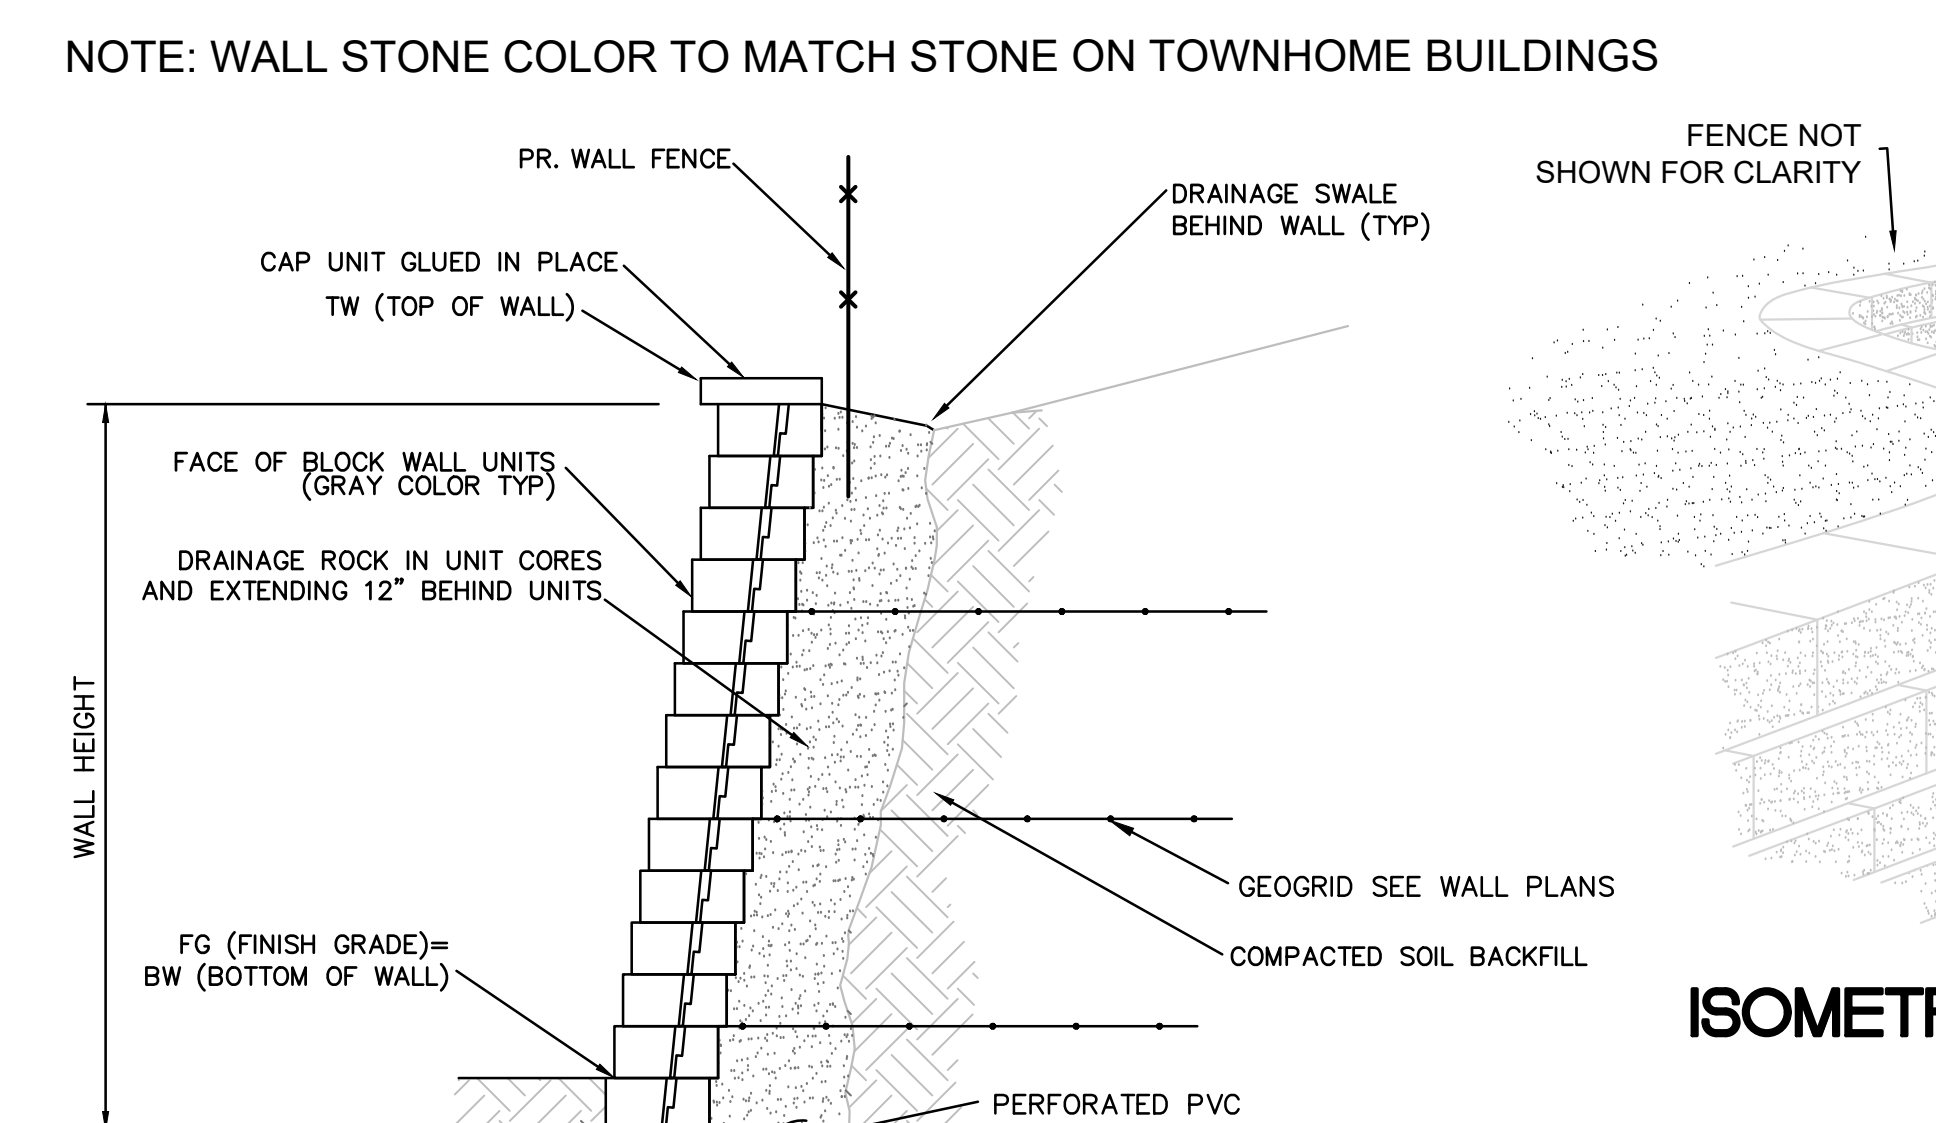 NOTE: WALL STONE COLOR TO MATCH STONE ON TOWNHOME BUILDINGS
FENCE NOT
SHOWN FOR CLARITY
PR. WALL FENCE
DRAINAGE SWALE
BEHIND WALL (TYP)
CAP UNIT GLUED IN PLACE
TW (TOP OF WALL)
FACE OF BLOCK WALL UNITS
(GRAY COLOR TYP)
DRAINAGE ROCK IN UNIT CORES
AND EXTENDING 12” BEHIND UNITS
WALL HEIGHT
GEOGRID SEE WALL PLANS
COMPACTED SOIL BACKFILL
FG (FINISH GRADE)=
BW (BOTTOM OF WALL)
PERFORATED PVC